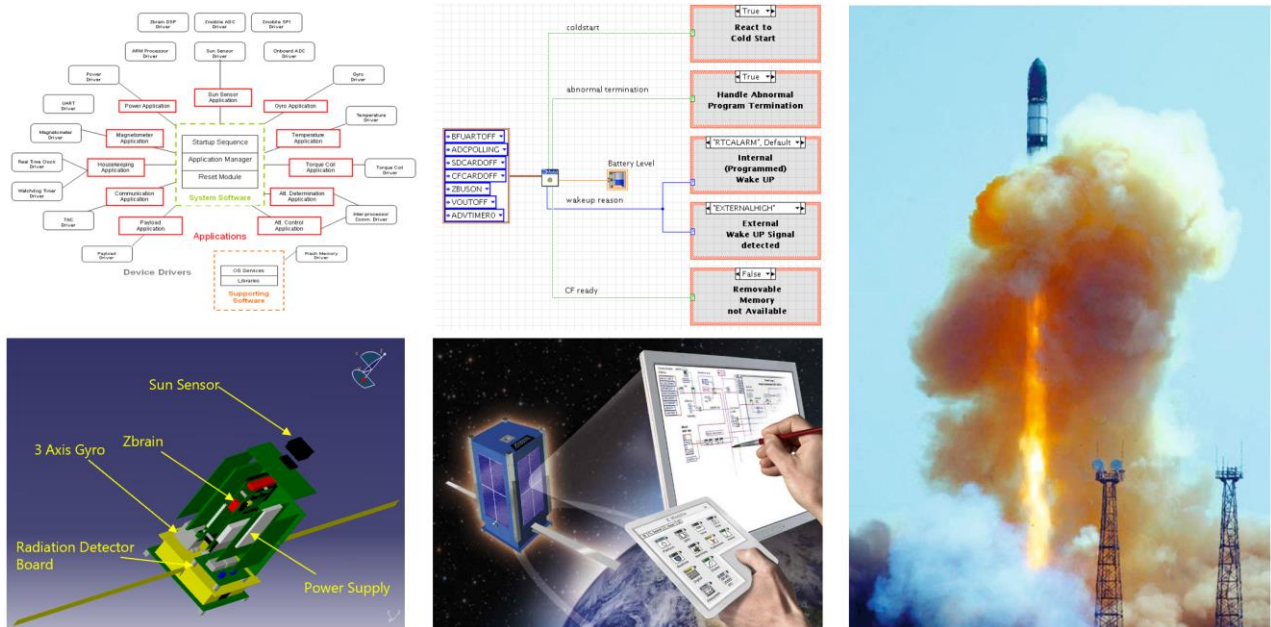 Zbrain DSP
Driver
Zmobile ADC
Driver
Zmobile SPI
Driver
ARM Processor
Driver
Sun Sensor
Driver
Onboard ADC
Driver
Power
Driver
Gyro
Driver
Power Application
Sun Sensor
Application
Gyro Application
UART
Driver
Temperature
Driver
Magnetometer
Driver
Magnetometer
Application
Startup Sequence
Application Manager
Reset Module
System Software
Temperature
Application
Real Time Clock
Driver
Housekeeping
Application
Torque Coil
Application
Torque Coil
Driver
Watchdog Timer
Driver
Communication
Application
Att. Determination
Application
TNC
Driver
Payload
Application
Att. Control
Application
Interprocessor
Comm. Driver
Applications
Payload
Driver
Flash Memory
Driver
Device Drivers
OS Services
Libraries
Supporting
Software
coldstart
abnormal termination
BFUARTOFF
ADCPOLLING
SDCARDOFF
CFCARDOFF
ZBUSON
VOUTOFF
ADVTIMER0
Battery Level
wakeup reason
CF ready
True
React to
Cold Start
True
Handle Abnormal
Program Termination
"RTCALARM", Default
Internal
(Programmed)
Wake UP
"EXTERNALHIGH"
External
Wake UP Signal
detected
False
Removable
Memory
not Available
Sun Sensor
Zbrain
3 Axis Gyro
Radiation Detector
Board
Power Supply